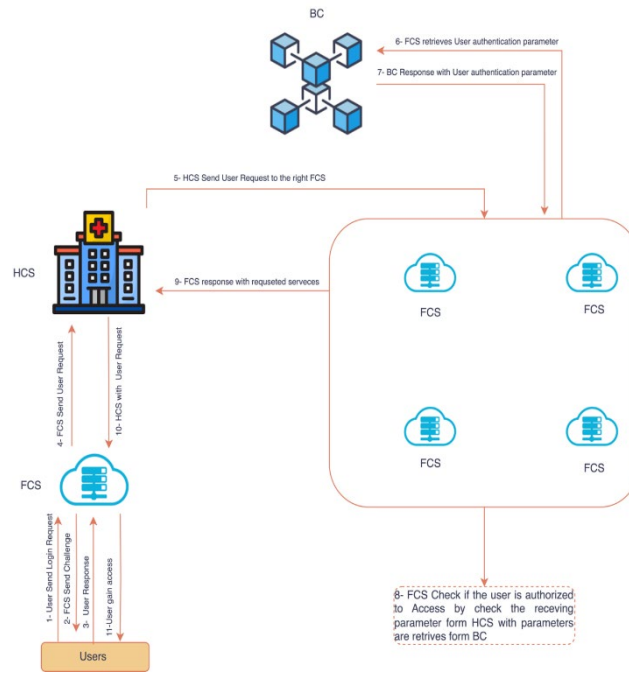 BC
6- FCS retrieves User authentication parameter
7- BC Response with User authentication parameter
5- HCS Send User Request to the right FCS
HCS
9- FCS response with requseted serveces
FCS
FCS
FCS
FCS
4- FCS Send User Request
10- HCS with User Request
FCS
1- User Send Login Request
2- FCS Send Challenge
3- User Response
11-User gain access
Users
8- FCS Check if the user is authorized
to Access by check the receving
parameter form HCS with parameters
are retrives form BC